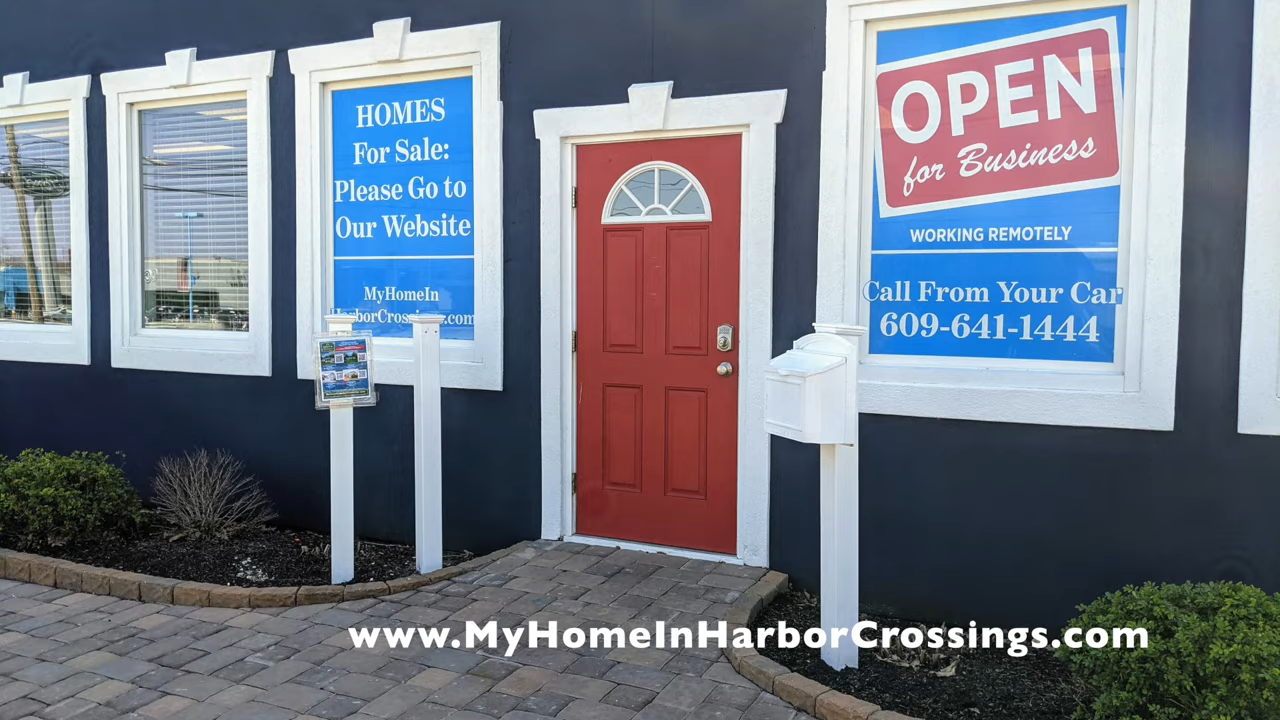 HOMES
For Sale:
Please Go to
Our Website
MyHomeIn
HarborCrossings.com
OPEN
for Business
WORKING REMOTELY
Call From Your Car
609-641-1444
www.MyHomeInHarborCrossings.com